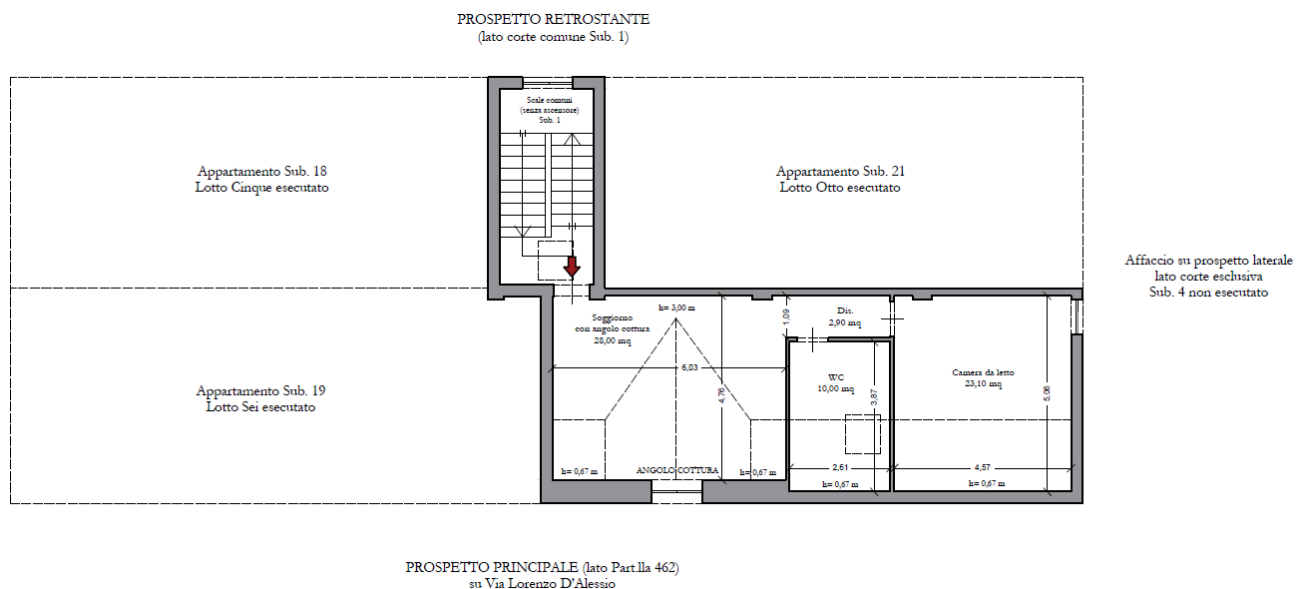 PROSPETTO RETROSTANTE
(lato corte comune Sub. 1)
Scale comuni
(senza ascensore)
Sub. 1
Appartamento Sub. 18
Lotto Cinque esecutato
Appartamento Sub. 21
Lotto Otto esecutato
Affaccio su prospetto laterale
lato corte esclusiva
Sub. 4 non esecutato
Soggiorno
con angolo cottura
28,00 mq
h= 3,00 m
1,09
Dis.
2,90 mq
6,03
4,76
WC
10,00 mq
3,87
Camera da letto
23,10 mq
5,06
Appartamento Sub. 19
Lotto Sei esecutato
h= 0,67 m
ANGOLO COTTURA
h= 0,67 m
2,61
h= 0,67 m
4,57
h= 0,67 m
PROSPETTO PRINCIPALE (lato Part.lla 462)
su Via Lorenzo D'Alessio